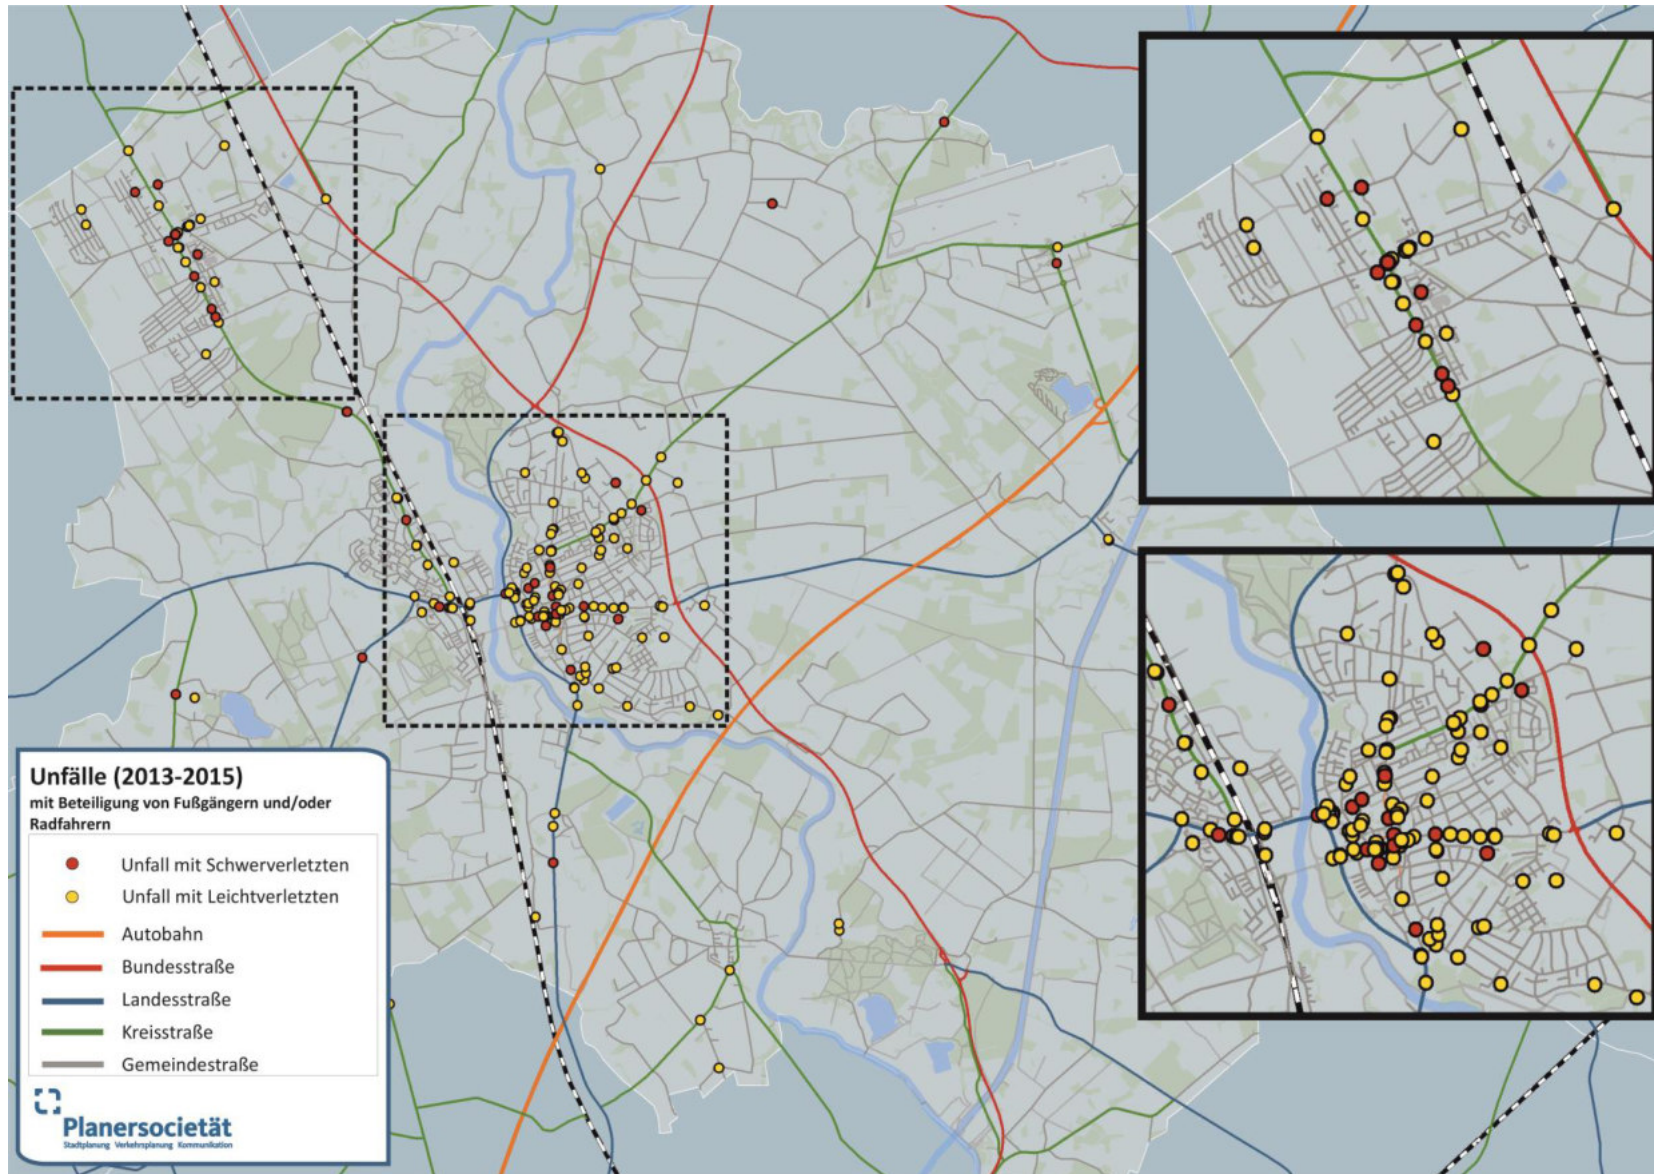 Unfälle (2013-2015)
mit Beteiligung von Fußgängern und/oder
Radfahrern
Unfall mit Schwerverletzten
Unfall mit Leichtverletzten
Autobahn
Bundesstraße
Landesstraße
Kreisstraße
Gemeindestraße
Planersocietät
Stadtplanung Verkehrsplanung Kommunikation